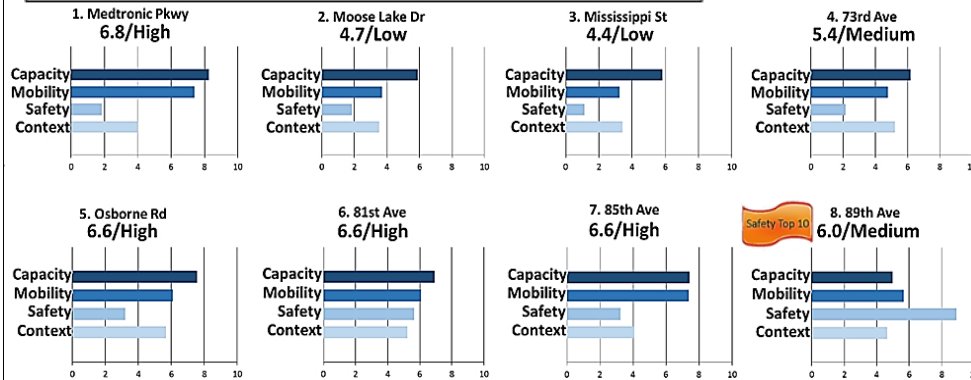 1. Medtronic Pkwy
6.8/High
Capacity
Mobility
Safety
Context
0 2 4 6 8 10
2. Moose Lake Dr
4.7/Low
Capacity
Mobility
Safety
Context
0 2 4 6 8 10
3. Mississippi St
4.4/Low
Capacity
Mobility
Safety
Context
0 2 4 6 8 10
4. 73rd Ave
5.4/Medium
Capacity
Mobility
Safety
Context
0 2 4 6 8
5. Osborne Rd
6.6/High
Capacity
Mobility
Safety
Context
0 2 4 6 8 10
6. 81st Ave
6.6/High
Capacity
Mobility
Safety
Context
0 2 4 6 8 10
7. 85th Ave
6.6/High
Capacity
Mobility
Safety
Context
0 2 4 6 8 10
Safety Top 10
8. 89th Ave
6.0/Medium
Capacity
Mobility
Safety
Context
0 2 4 6 8